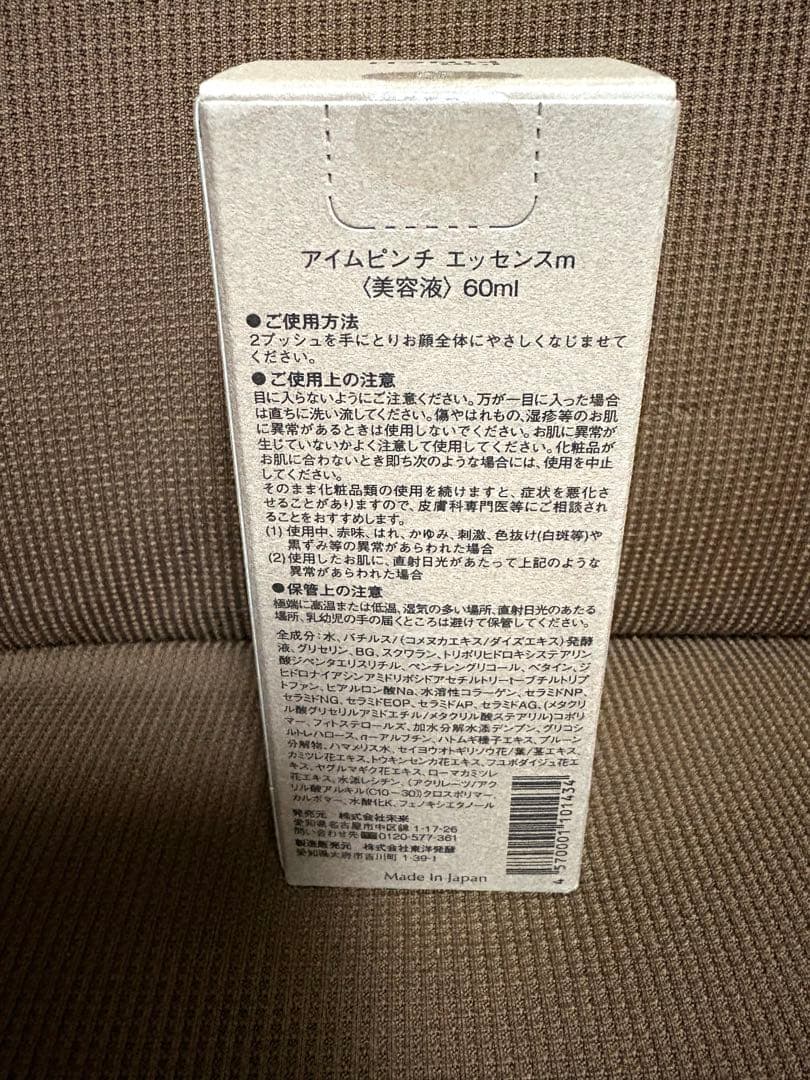 アイムピンチ エッセンスm
〈美容液〉60ml
●ご使用方法
2プッシュを手にとりお顔全体にやさしくなじませて
ください。
●ご使用上の注意
目に入らないようにご注意ください。万が一目に入った場合
は直ちに洗い流してください。傷やはれもの、湿疹等のお肌
に異常があるときは使用しないでください。お肌に異常が
生じていないかよく注意して使用してください。化粧品が
お肌に合わないとき即ち次のような場合には、使用を中止
してください。
そのまま化粧品類の使用を続けますと、症状を悪化さ
せることがありますので、皮膚科専門医等にご相談され
ることをおすすめします。
(1) 使用中、赤味、はれ、かゆみ、刺激、色抜け(白斑等)や
黒ずみ等の異常があらわれた場合
(2) 使用したお肌に、直射日光があたって上記のような
異常があらわれた場合
●保管上の注意
極端に高温または低温、湿気の多い場所、直射日光のあたる
場所、乳幼児の手の届くところは避けて保管してください。
全成分：水、バチルス/(コメヌカエキス/ダイズエキス)発酵
液、グリセリン、BG、スクワラン、トリポリヒドロキシステアリン
酸ジペンタエリスリチル、ペンチレングリコール、ベタイン、ジ
ヒドロナイアシンアミドリボシドアセチルトリートーブチルトリプ
トファン、ヒアルロン酸Na、水溶性コラーゲン、セラミドNP、
セラミドNG、セラミドEOP、セラミドAP、セラミドAG、(メタクリ
ル酸グリセリルアミドエチル/メタクリル酸ステアリル)コポリ
マー、フィトステロールズ、加水分解水添デンプン、グリコシ
ルトレハロース、α-アルブチン、ハトムギ種子エキス、プルーン
分解物、ハマメリス水、セイヨウオトギリソウ花/葉/茎エキス、
カミツレ花エキス、トウキンセンカ花エキス、フユボダイジュ花エ
キス、ヤグルマギク花エキス、ローマカミツレ
花エキス、水添レシチン、(アクリレーツ/アク
リル酸アルキル(C10－30))クロスポリマー、
カルボマー、水酸化K、フェノキシエタノール
発売元 株式会社未来
愛知県名古屋市中区錦 1-17-26
問い合わせ先 0120-577-361
製造販売元 株式会社東洋発酵
愛知県大府市吉川町 1-39-1
Made in Japan
4 570001 101434